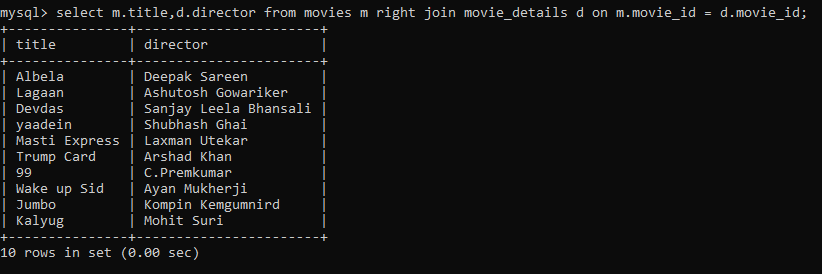 mysql> select m.title,d.director from movies m right join movie_details d on m.movie_id = d.movie_id;
+---------------+-----------------------+
| title         | director              |
+---------------+-----------------------+
| Albela        | Deepak Sareen         |
| Lagaan        | Ashutosh Gowariker    |
| Devdas        | Sanjay Leela Bhansali |
| yaadein       | Shubhash Ghai         |
| Masti Express | Laxman Utekar         |
| Trump Card    | Arshad Khan           |
| 99            | C.Premkumar           |
| Wake up Sid   | Ayan Mukherji         |
| Jumbo         | Kompin Kemgumnird     |
| Kalyug        | Mohit Suri            |
+---------------+-----------------------+
10 rows in set (0.00 sec)